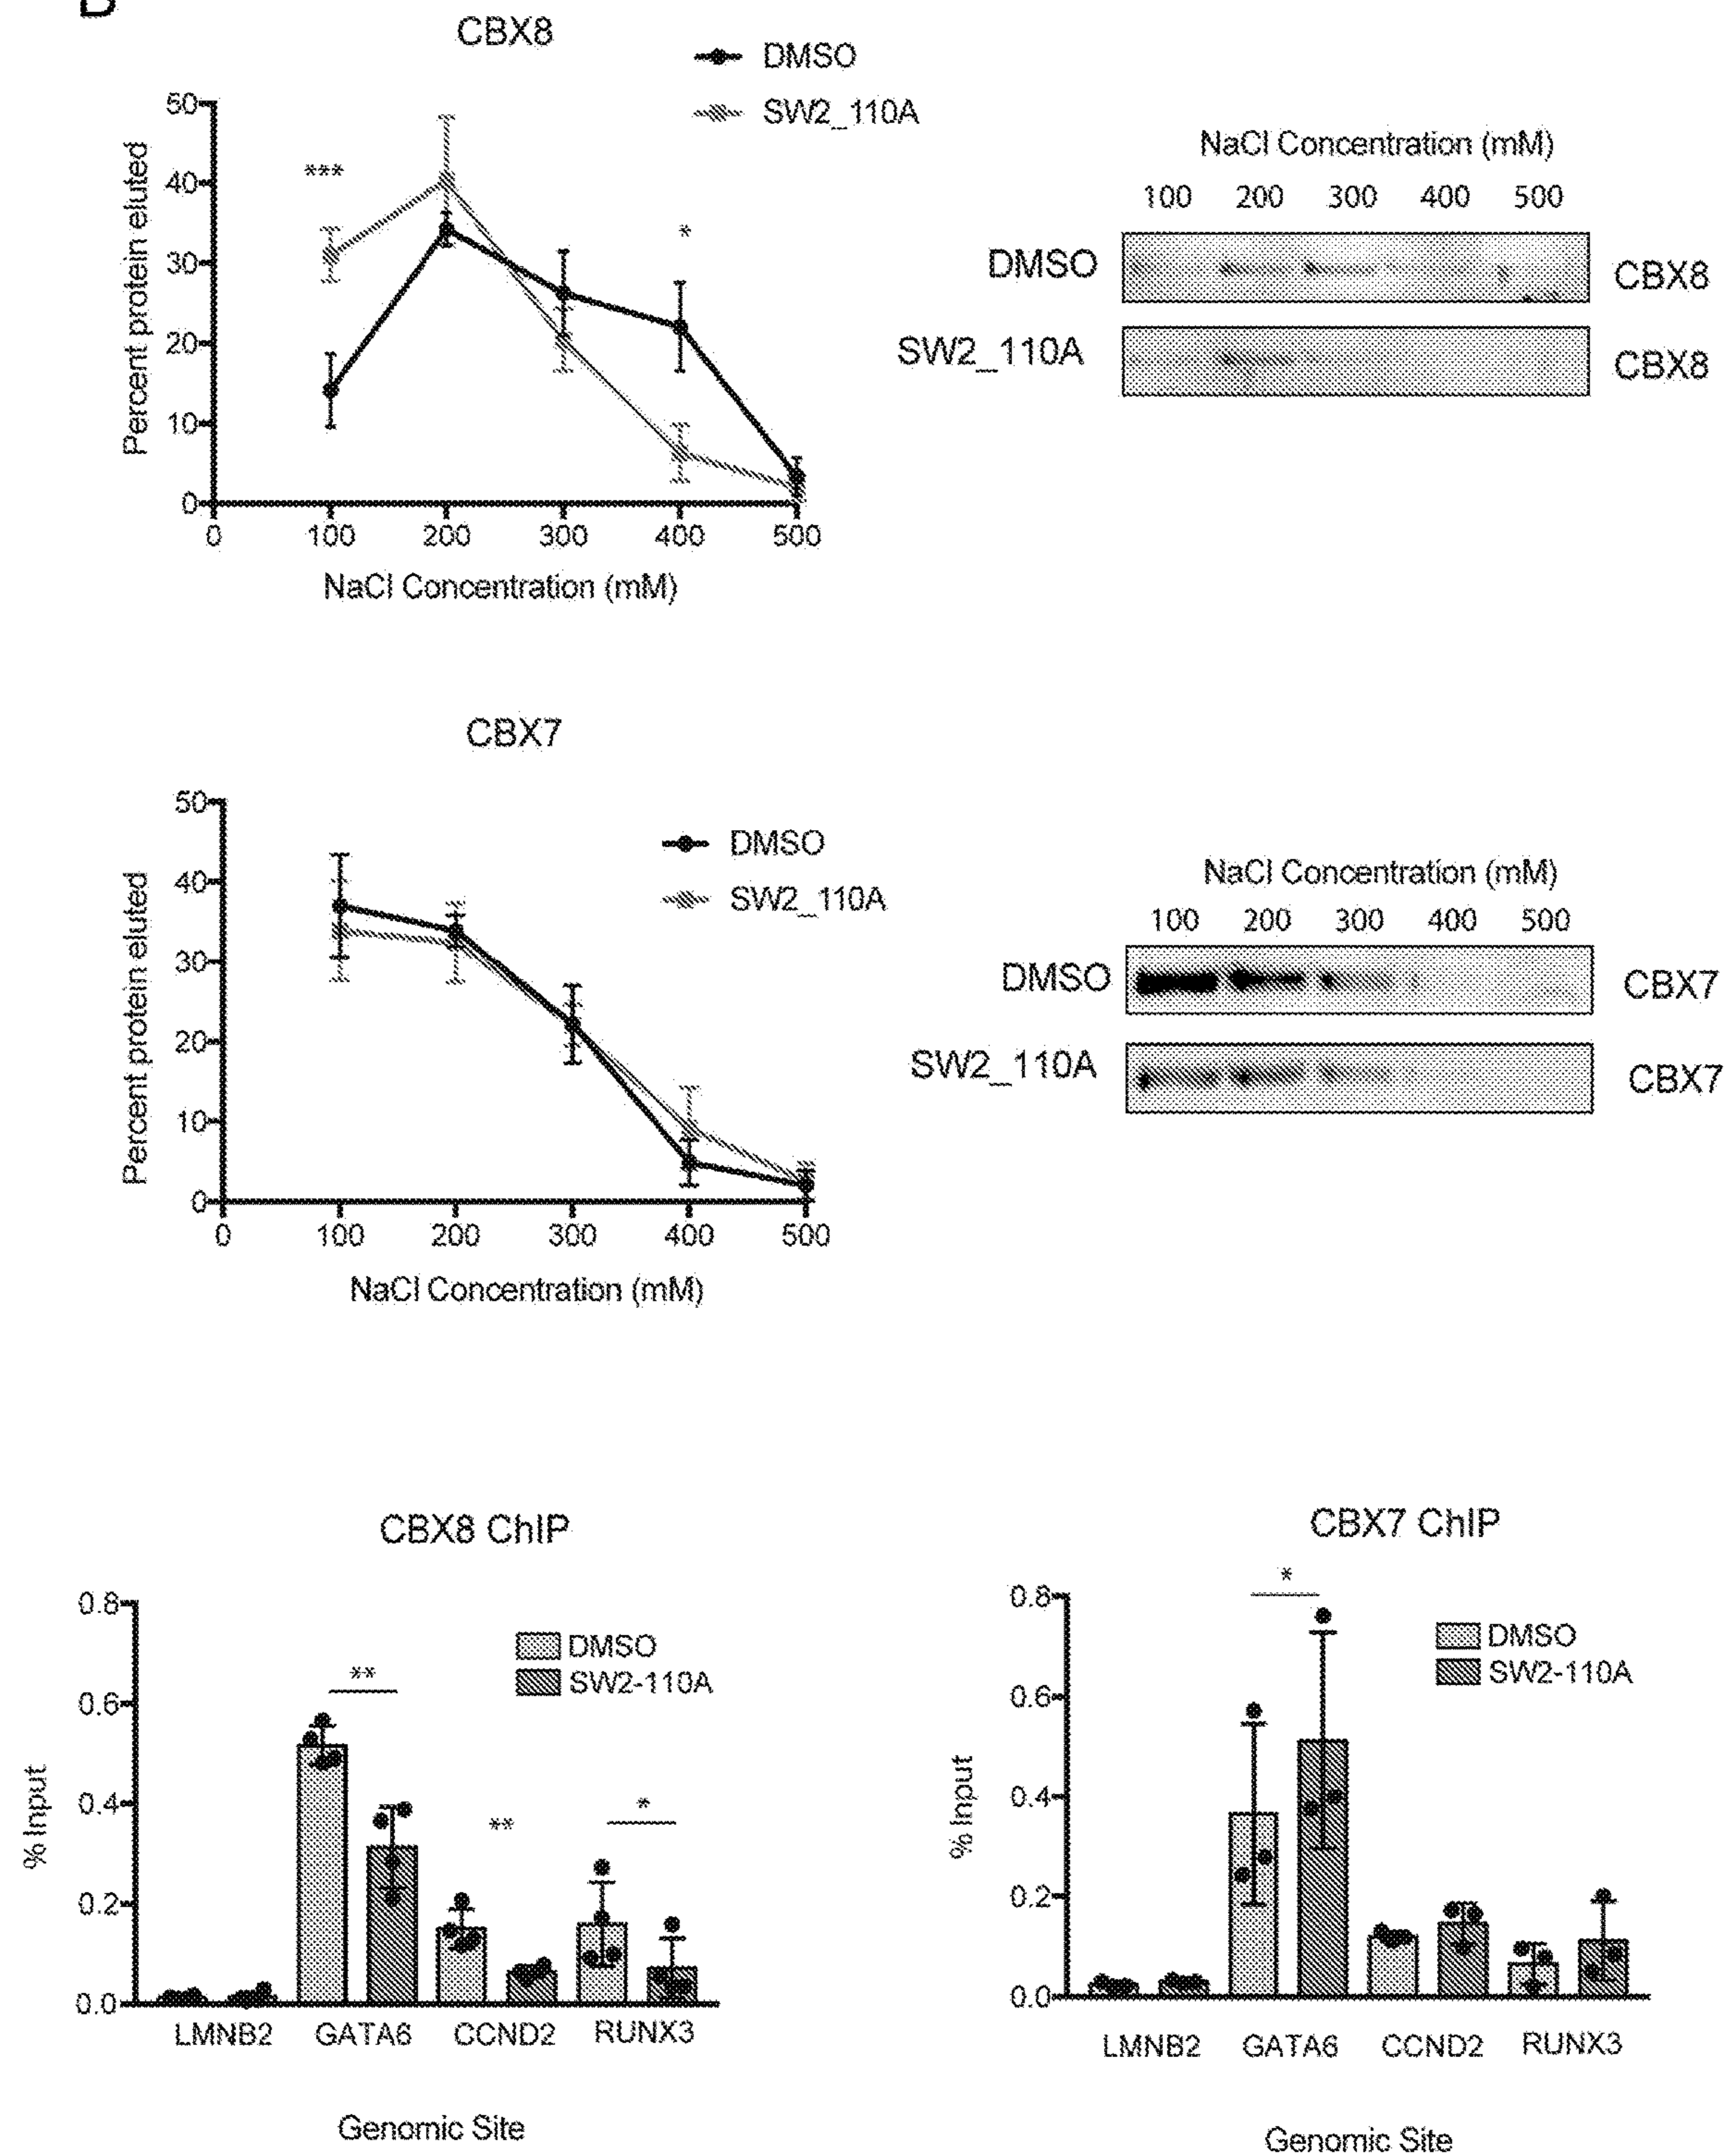 B
CBX8
DMSO
SW2_110A
***
*
50
40
30
20
10
0
Percent protein eluted
0 100 200 300 400 500
NaCl Concentration (mM)
NaCl Concentration (mM)
100 200 300 400 500
DMSO CBX8
SW2_110A CBX8
CBX7
DMSO
SW2_110A
50
40
30
20
10
0
Percent protein eluted
0 100 200 300 400 500
NaCl Concentration (mM)
NaCl Concentration (mM)
100 200 300 400 500
DMSO CBX7
SW2_110A CBX7
CBX8 ChIP
DMSO
SW2-110A
**
**
*
0.8
0.6
0.4
0.2
0.0
% Input
LMNB2 GATA6 CCND2 RUNX3
Genomic Site
CBX7 ChIP
*
DMSO
SW2-110A
0.8
0.6
0.4
0.2
0.0
% Input
LMNB2 GATA6 CCND2 RUNX3
Genomic Site